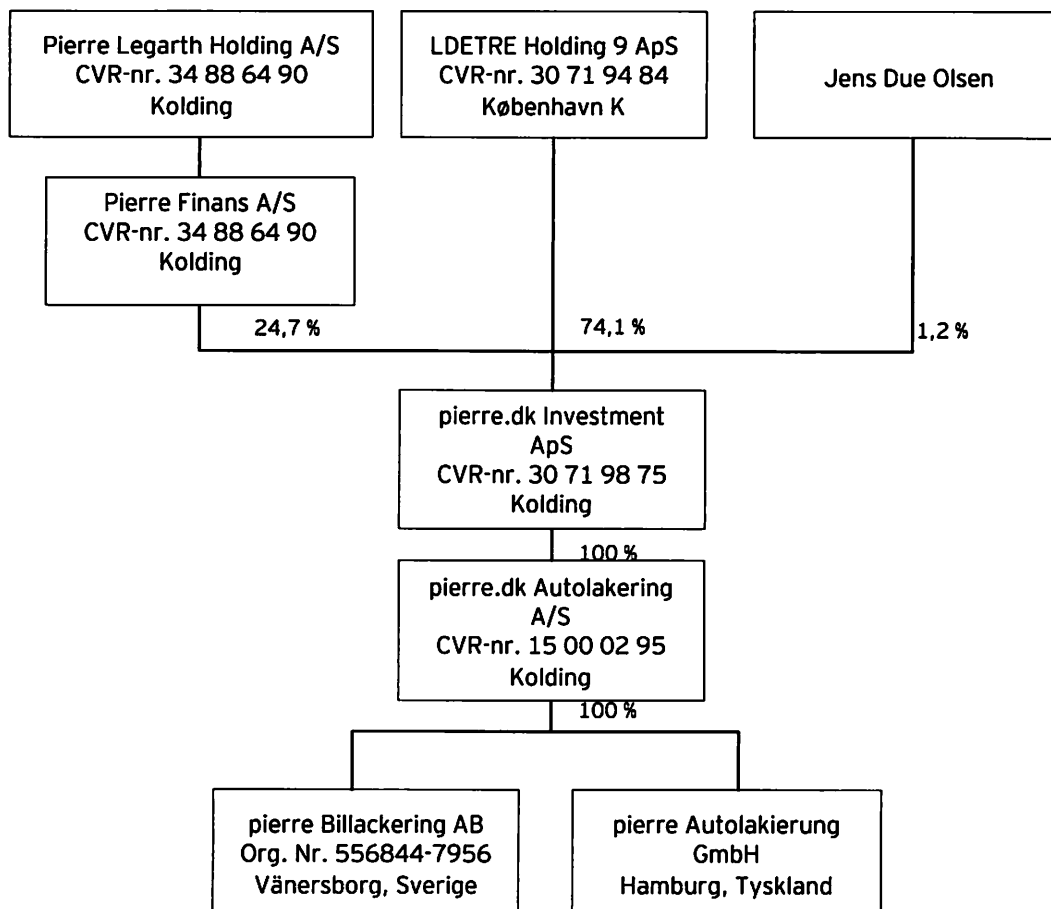 Pierre Legarth Holding A/S
CVR-nr. 34 88 64 90
Kolding
LDETRE Holding 9 ApS
CVR-nr. 30 71 94 84
København K
Jens Due Olsen
Pierre Finans A/S
CVR-nr. 34 88 64 90
Kolding
24,7 %
74,1 %
1,2 %
pierre.dk Investment
ApS
CVR-nr. 30 71 98 75
Kolding
100 %
pierre.dk Autolakering
A/S
CVR-nr. 15 00 02 95
Kolding
100 %
pierre Billackering AB
Org. Nr. 556844-7956
Vänersborg, Sverige
pierre Autolakierung
GmbH
Hamburg, Tyskland